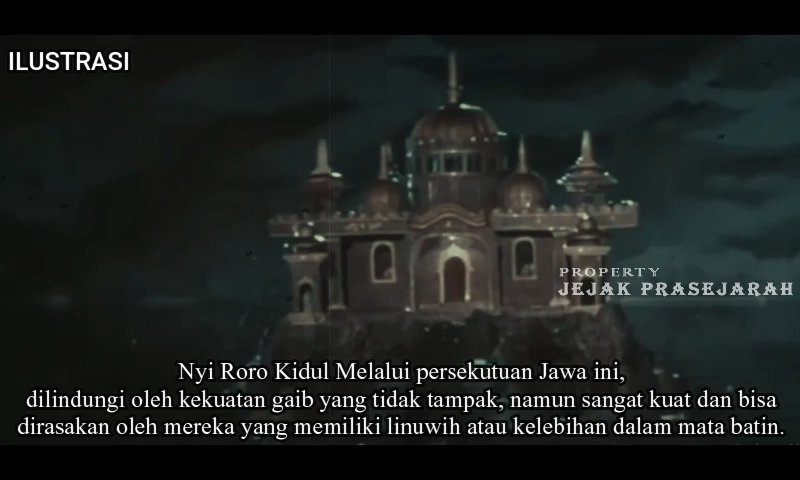 ILUSTRASI
PROPERTY
JEJAK PRASEJARAH
Nyi Roro Kidul Melalui persekutuan Jawa ini,
dilindungi oleh kekuatan gaib yang tidak tampak, namun sangat kuat dan bisa
dirasakan oleh mereka yang memiliki linuwih atau kelebihan dalam mata batin.